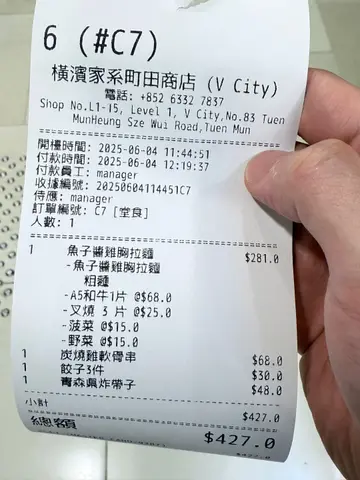 6 (#C7)
橫濱家系町田商店 (V City)
電話: +852 6332 7837
Shop No.L1-15, Level 1, V City,No.83 Tuen
MunHeung Sze Wui Road,Tuen Mun
開檯時間: 2025-06-04 11:44:51
付款時間: 2025-06-04 12:19:37
付款員工: manager
收據編號: 20250604114451C7
侍應: manager
訂單編號: C7 [堂食]
人數: 1
1 魚子醬雞胸拉麵 $281.0
-魚子醬雞胸拉麵
粗麵
-A5和牛1片 @$68.0
-叉燒 3 片 @$25.0
-菠菜 @$15.0
-野菜 @$15.0
1 炭燒雞軟骨串 $68.0
1 餃子3件 $30.0
1 青森県炸帶子 $48.0
小計 $427.0
總額 $427.0